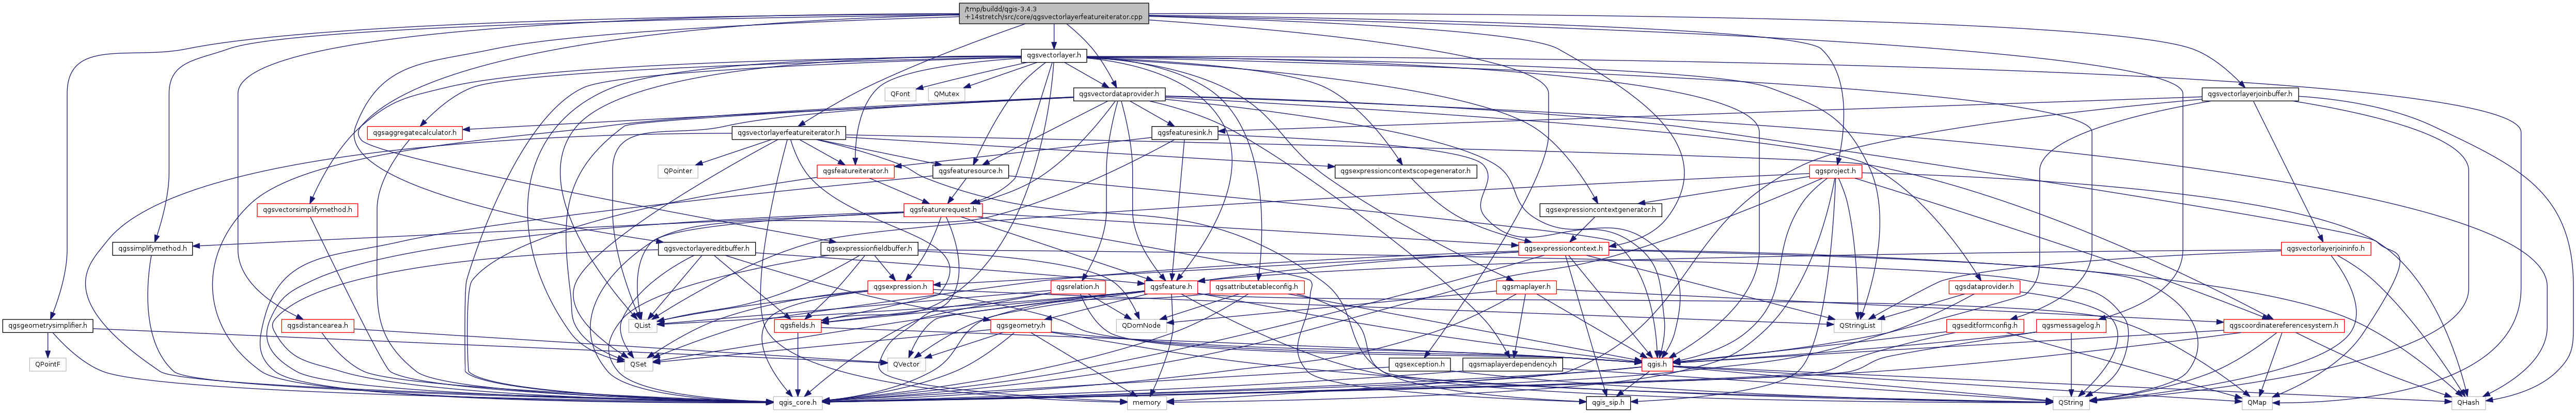 /tmp/buildd/qgis-3.4.3
+14stretch/src/core/qgsvectorlayerfeatureiterator.cpp
qgsvectorlayer.h
QFont
QMutex
qgsvectordataprovider.h
qgsvectorlayerjoinbuffer.h
qgsaggregatecalculator.h
qgsvectorlayerfeatureiterator.h
qgsfeaturesink.h
QPointer
qgsfeatureiterator.h
qgsfeaturesource.h
qgsexpressioncontextscopegenerator.h
qgsproject.h
qgsvectorsimplifymethod.h
qgsfeaturerequest.h
qgsexpressioncontextgenerator.h
qgssimplifymethod.h
qgsvectorlayereditbuffer.h
qgsexpressionfieldbuffer.h
qgsexpressioncontext.h
qgsvectorlayerjoininfo.h
qgsexpression.h
qgsrelation.h
qgsfeature.h
qgsattributetableconfig.h
qgsmaplayer.h
qgsdataprovider.h
qgsgeometrysimplifier.h
qgsdistancearea.h
QList
qgsfields.h
qgsgeometry.h
QDomNode
QStringList
qgseditformconfig.h
qgsmessagelog.h
qgscoordinatereferencesystem.h
QPointF
QSet
QVector
qgsexception.h
qgsmaplayerdependency.h
qgis.h
qgis_core.h
memory
qgis_sip.h
QString
QMap
QHash